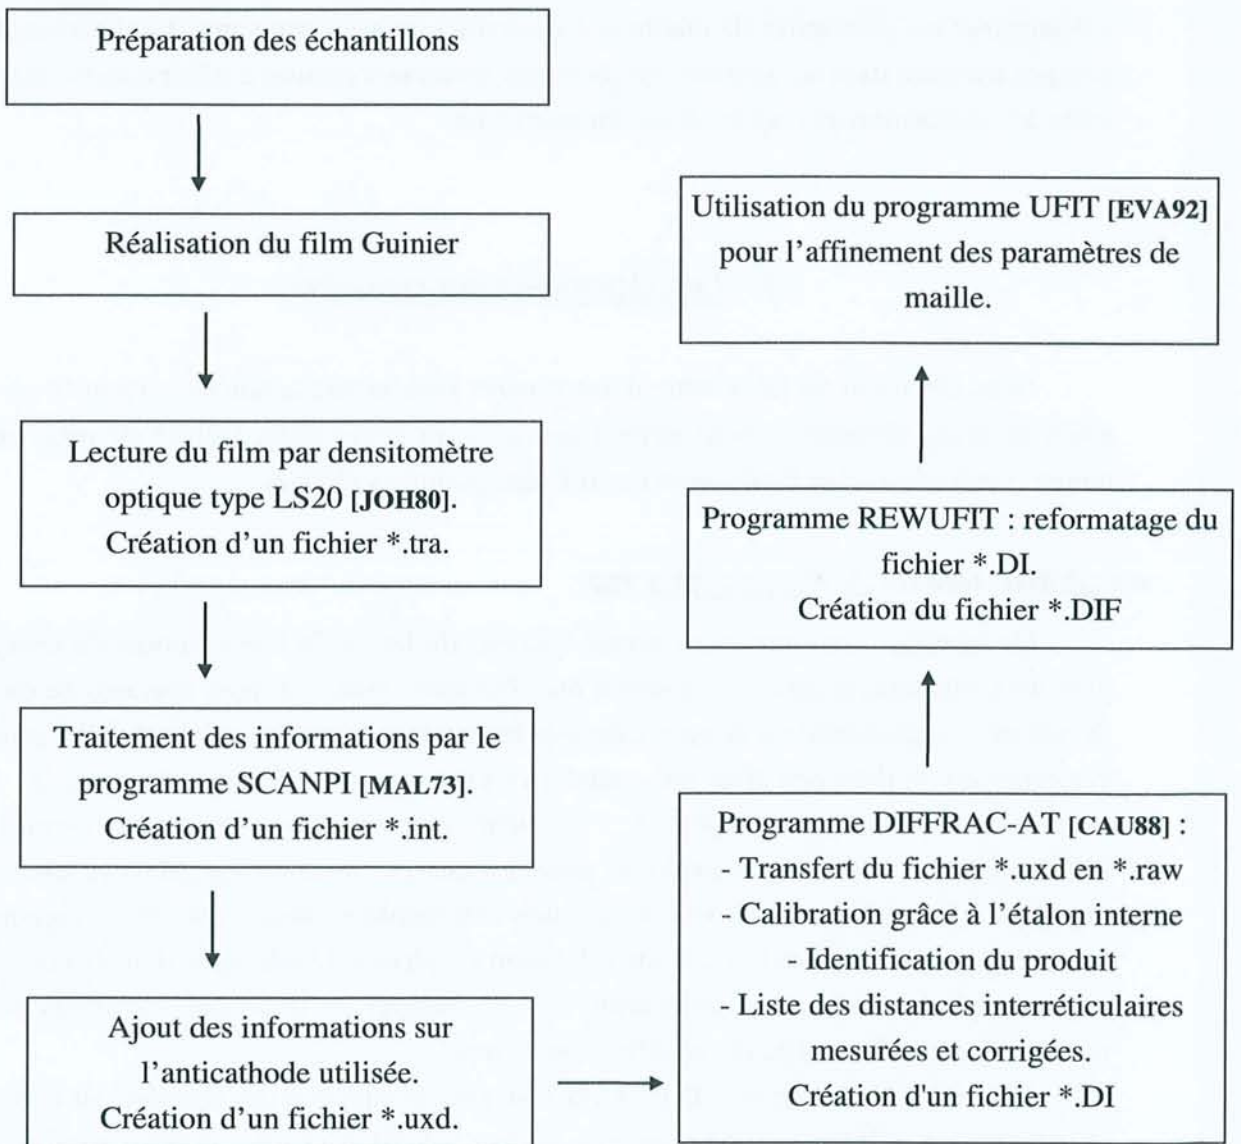 Préparation des échantillons
Réalisation du film Guinier
Lecture du film par densitomètre
optique type LS20 [JOH80].
Création d'un fichier *.tra.
Traitement des informations par le
programme SCANPI [MAL73].
Création d'un fichier *.int.
Ajout des informations sur
l'anticathode utilisée.
Création d'un fichier *.uxd.
Programme DIFFRAC-AT [CAU88] :
- Transfert du fichier *.uxd en *.raw
- Calibration grâce à l'étalon interne
- Identification du produit
- Liste des distances interréticulaires
mesurées et corrigées.
Création d'un fichier *.DI
Programme REWUFIT : reformatage du
fichier *.DI.
Création du fichier *.DIF
Utilisation du programme UFIT [EVA92]
pour l'affinement des paramètres de
maille.